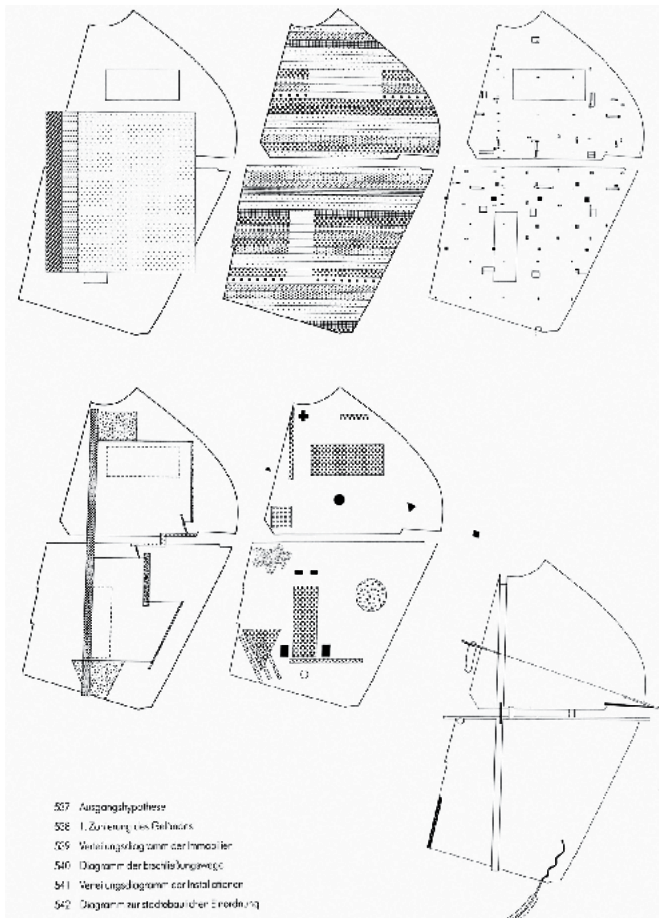 537 Ausgangshypothese
538 1. Zonierung des Geländes
539 Verteilungsdiagramm der Immobilien
540 Diagramm der Erschließungswege
541 Verteilungsdiagramm der Installationen
542 Diagramm zur städtebaulichen Einordnung